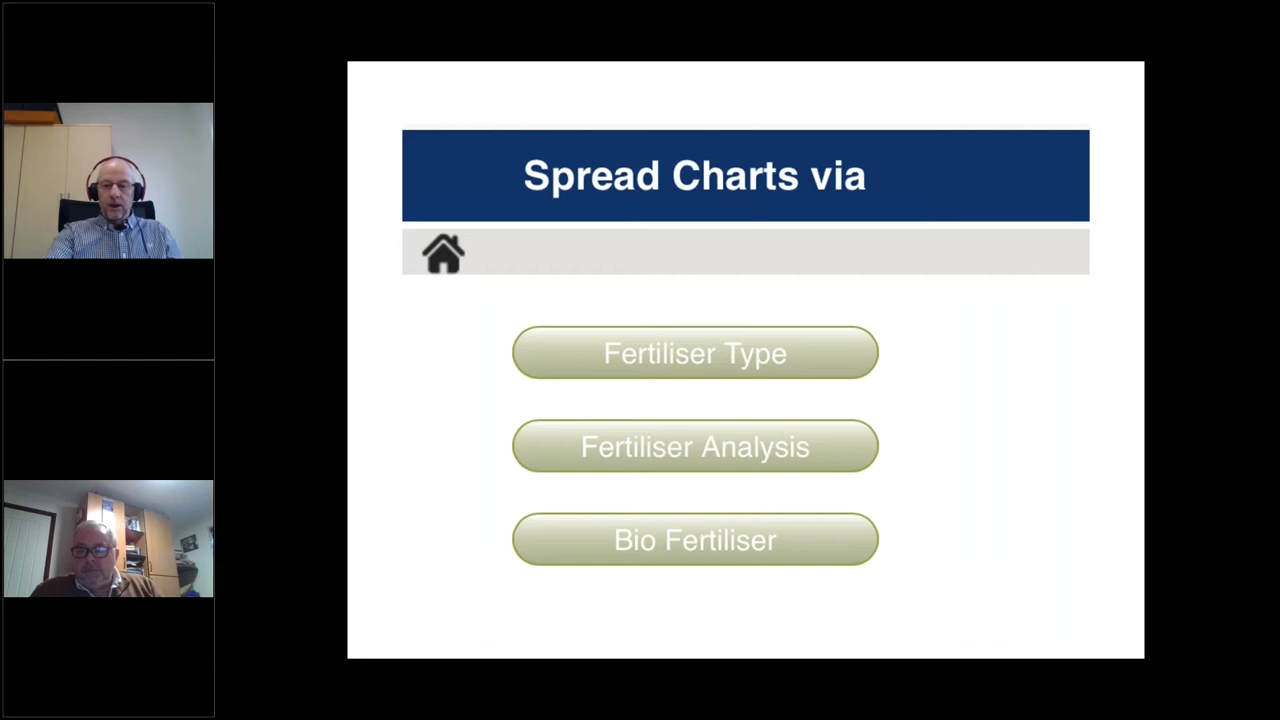 Spread Charts via
Fertiliser Type
Fertiliser Analysis
Bio Fertiliser